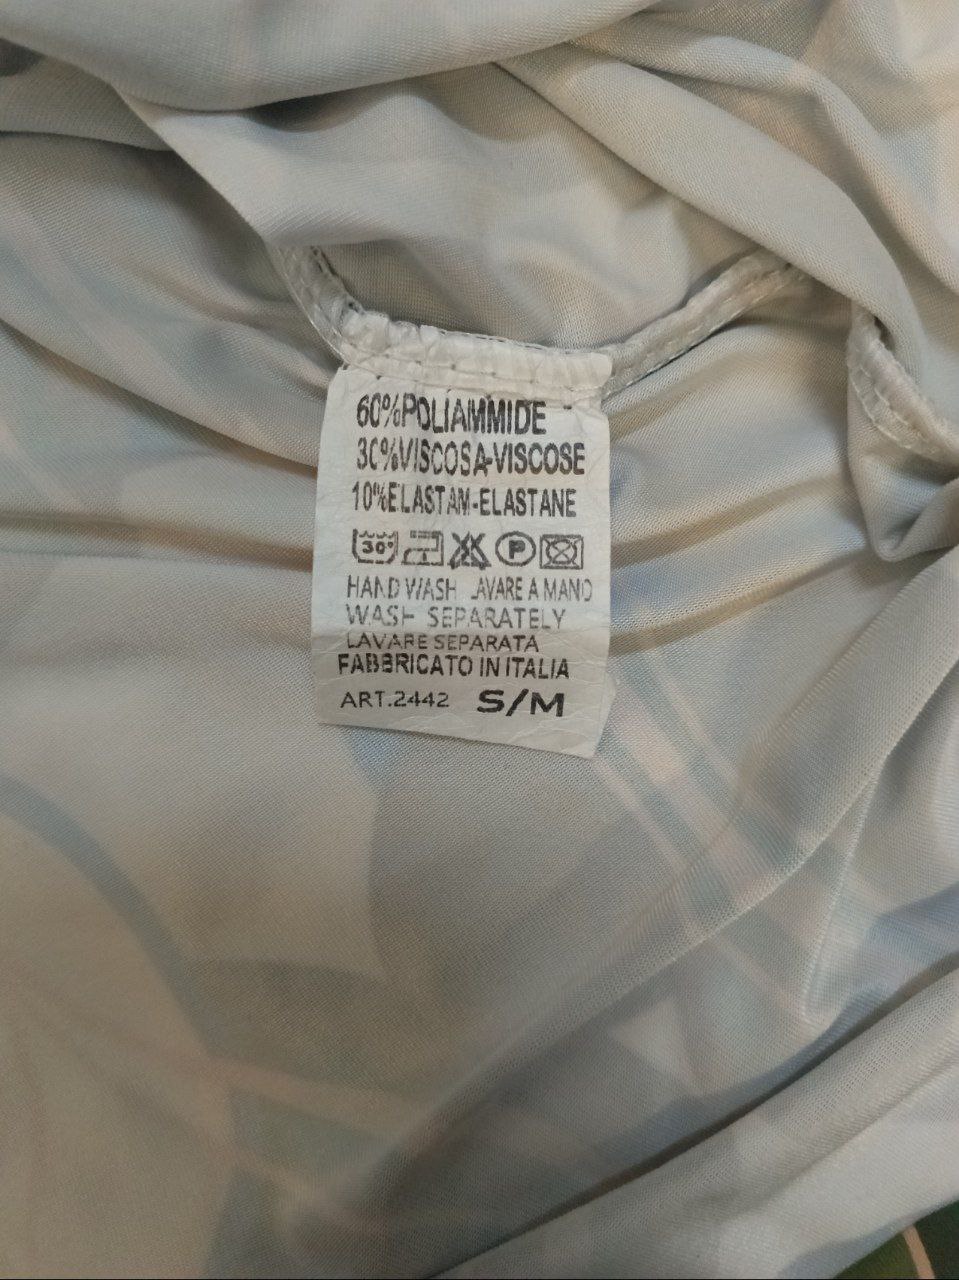 60%POLIAMMIDE
30%VISCOSA-VISCOSE
10%ELASTAM-ELASTANE
30° P
HAND WASH LAVARE A MANO
WASH SEPARATELY
LAVARE SEPARATA
FABBRICATO IN ITALIA
ART.2442 S/M